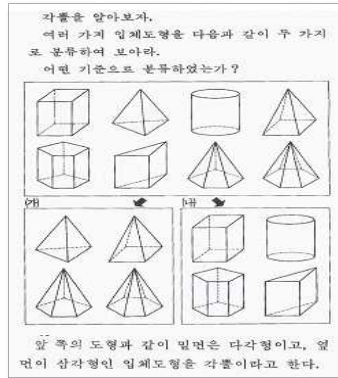 각뿔을 알아보자.
여러 가지 입체도형을 다음과 같이 두 가지
로 분류하여 보아라.
어떤 기준으로 분류하였는가?
(가)
(나)
앞 쪽의 도형과 같이 밑면은 다각형이고, 옆
면이 삼각형인 입체도형을 각뿔이라고 한다.